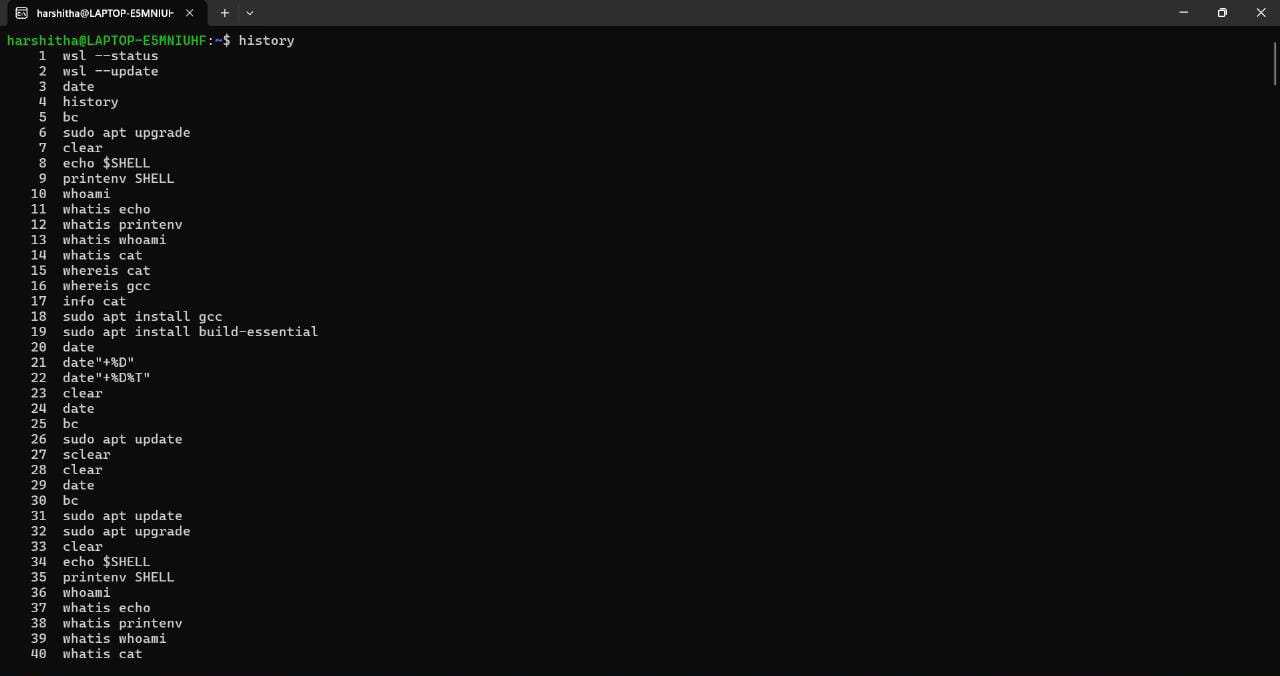 harshitha@LAPTOP-E5MNIUH
harshitha@LAPTOP-E5MNIUHF:~$ history
1 wsl --status
2 wsl --update
3 date
4 history
5 bc
6 sudo apt upgrade
7 clear
8 echo $SHELL
9 printenv SHELL
10 whoami
11 whatis echo
12 whatis printenv
13 whatis whoami
14 whatis cat
15 whereis cat
16 whereis gcc
17 info cat
18 sudo apt install gcc
19 sudo apt install build-essential
20 date
21 date"+%D"
22 date"+%D%T"
23 clear
24 date
25 bc
26 sudo apt update
27 sclear
28 clear
29 date
30 bc
31 sudo apt update
32 sudo apt upgrade
33 clear
34 echo $SHELL
35 printenv SHELL
36 whoami
37 whatis echo
38 whatis printenv
39 whatis whoami
40 whatis cat